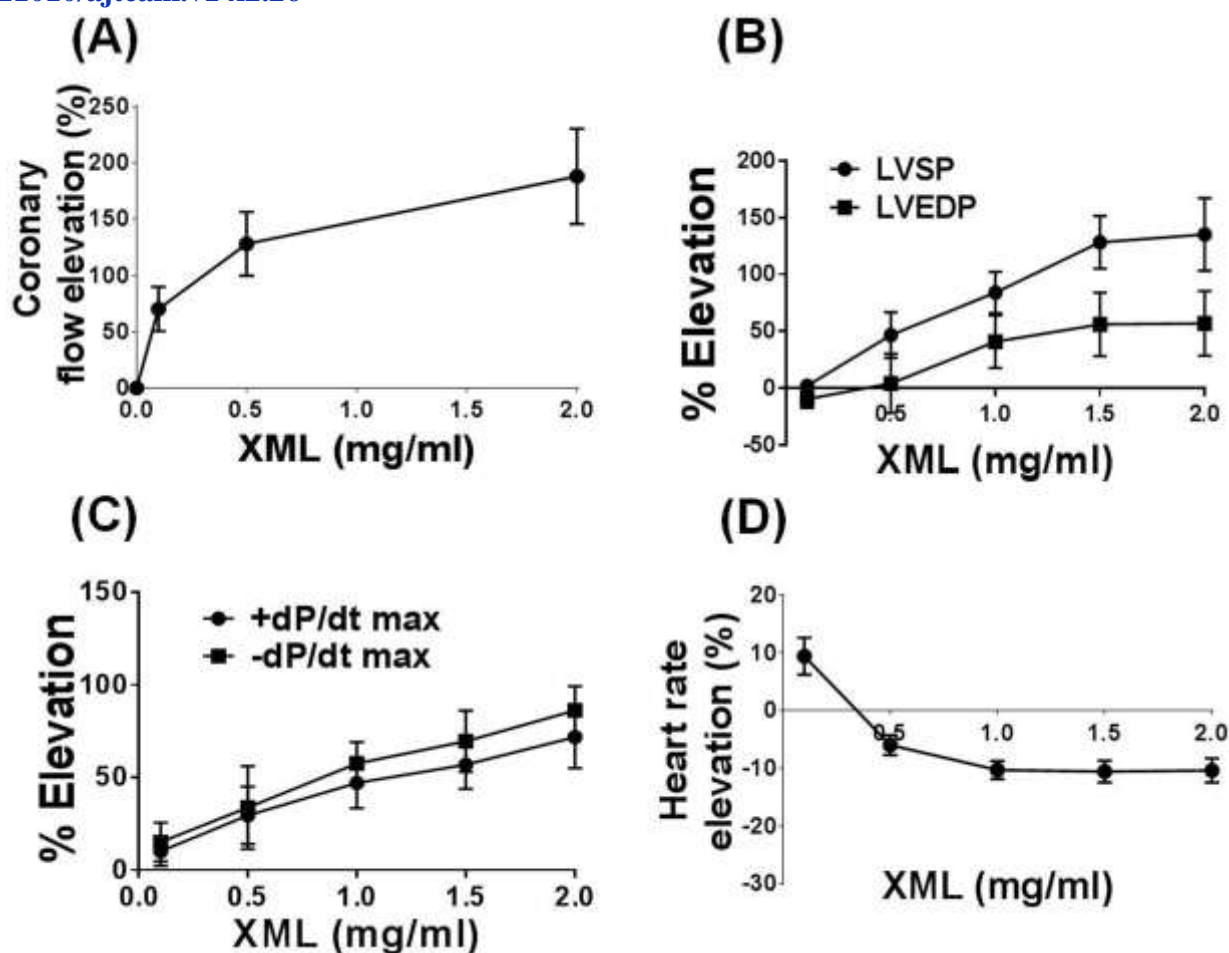 (A)
Coronary
flow elevation (%)
250
200
150
100
50
0
0.0 0.5 1.0 1.5 2.0
XML (mg/ml)
(B)
% Elevation
200
150
100
50
0
-50
LVSP
LVEDP
0.5 1.0 1.5 2.0
XML (mg/ml)
(C)
% Elevation
150
100
50
0
+dP/dt max
-dP/dt max
0.0 0.5 1.0 1.5 2.0
XML (mg/ml)
(D)
Heart rate
elevation (%)
20
10
0
-10
-20
-30
0.5 1.0 1.5 2.0
XML (mg/ml)